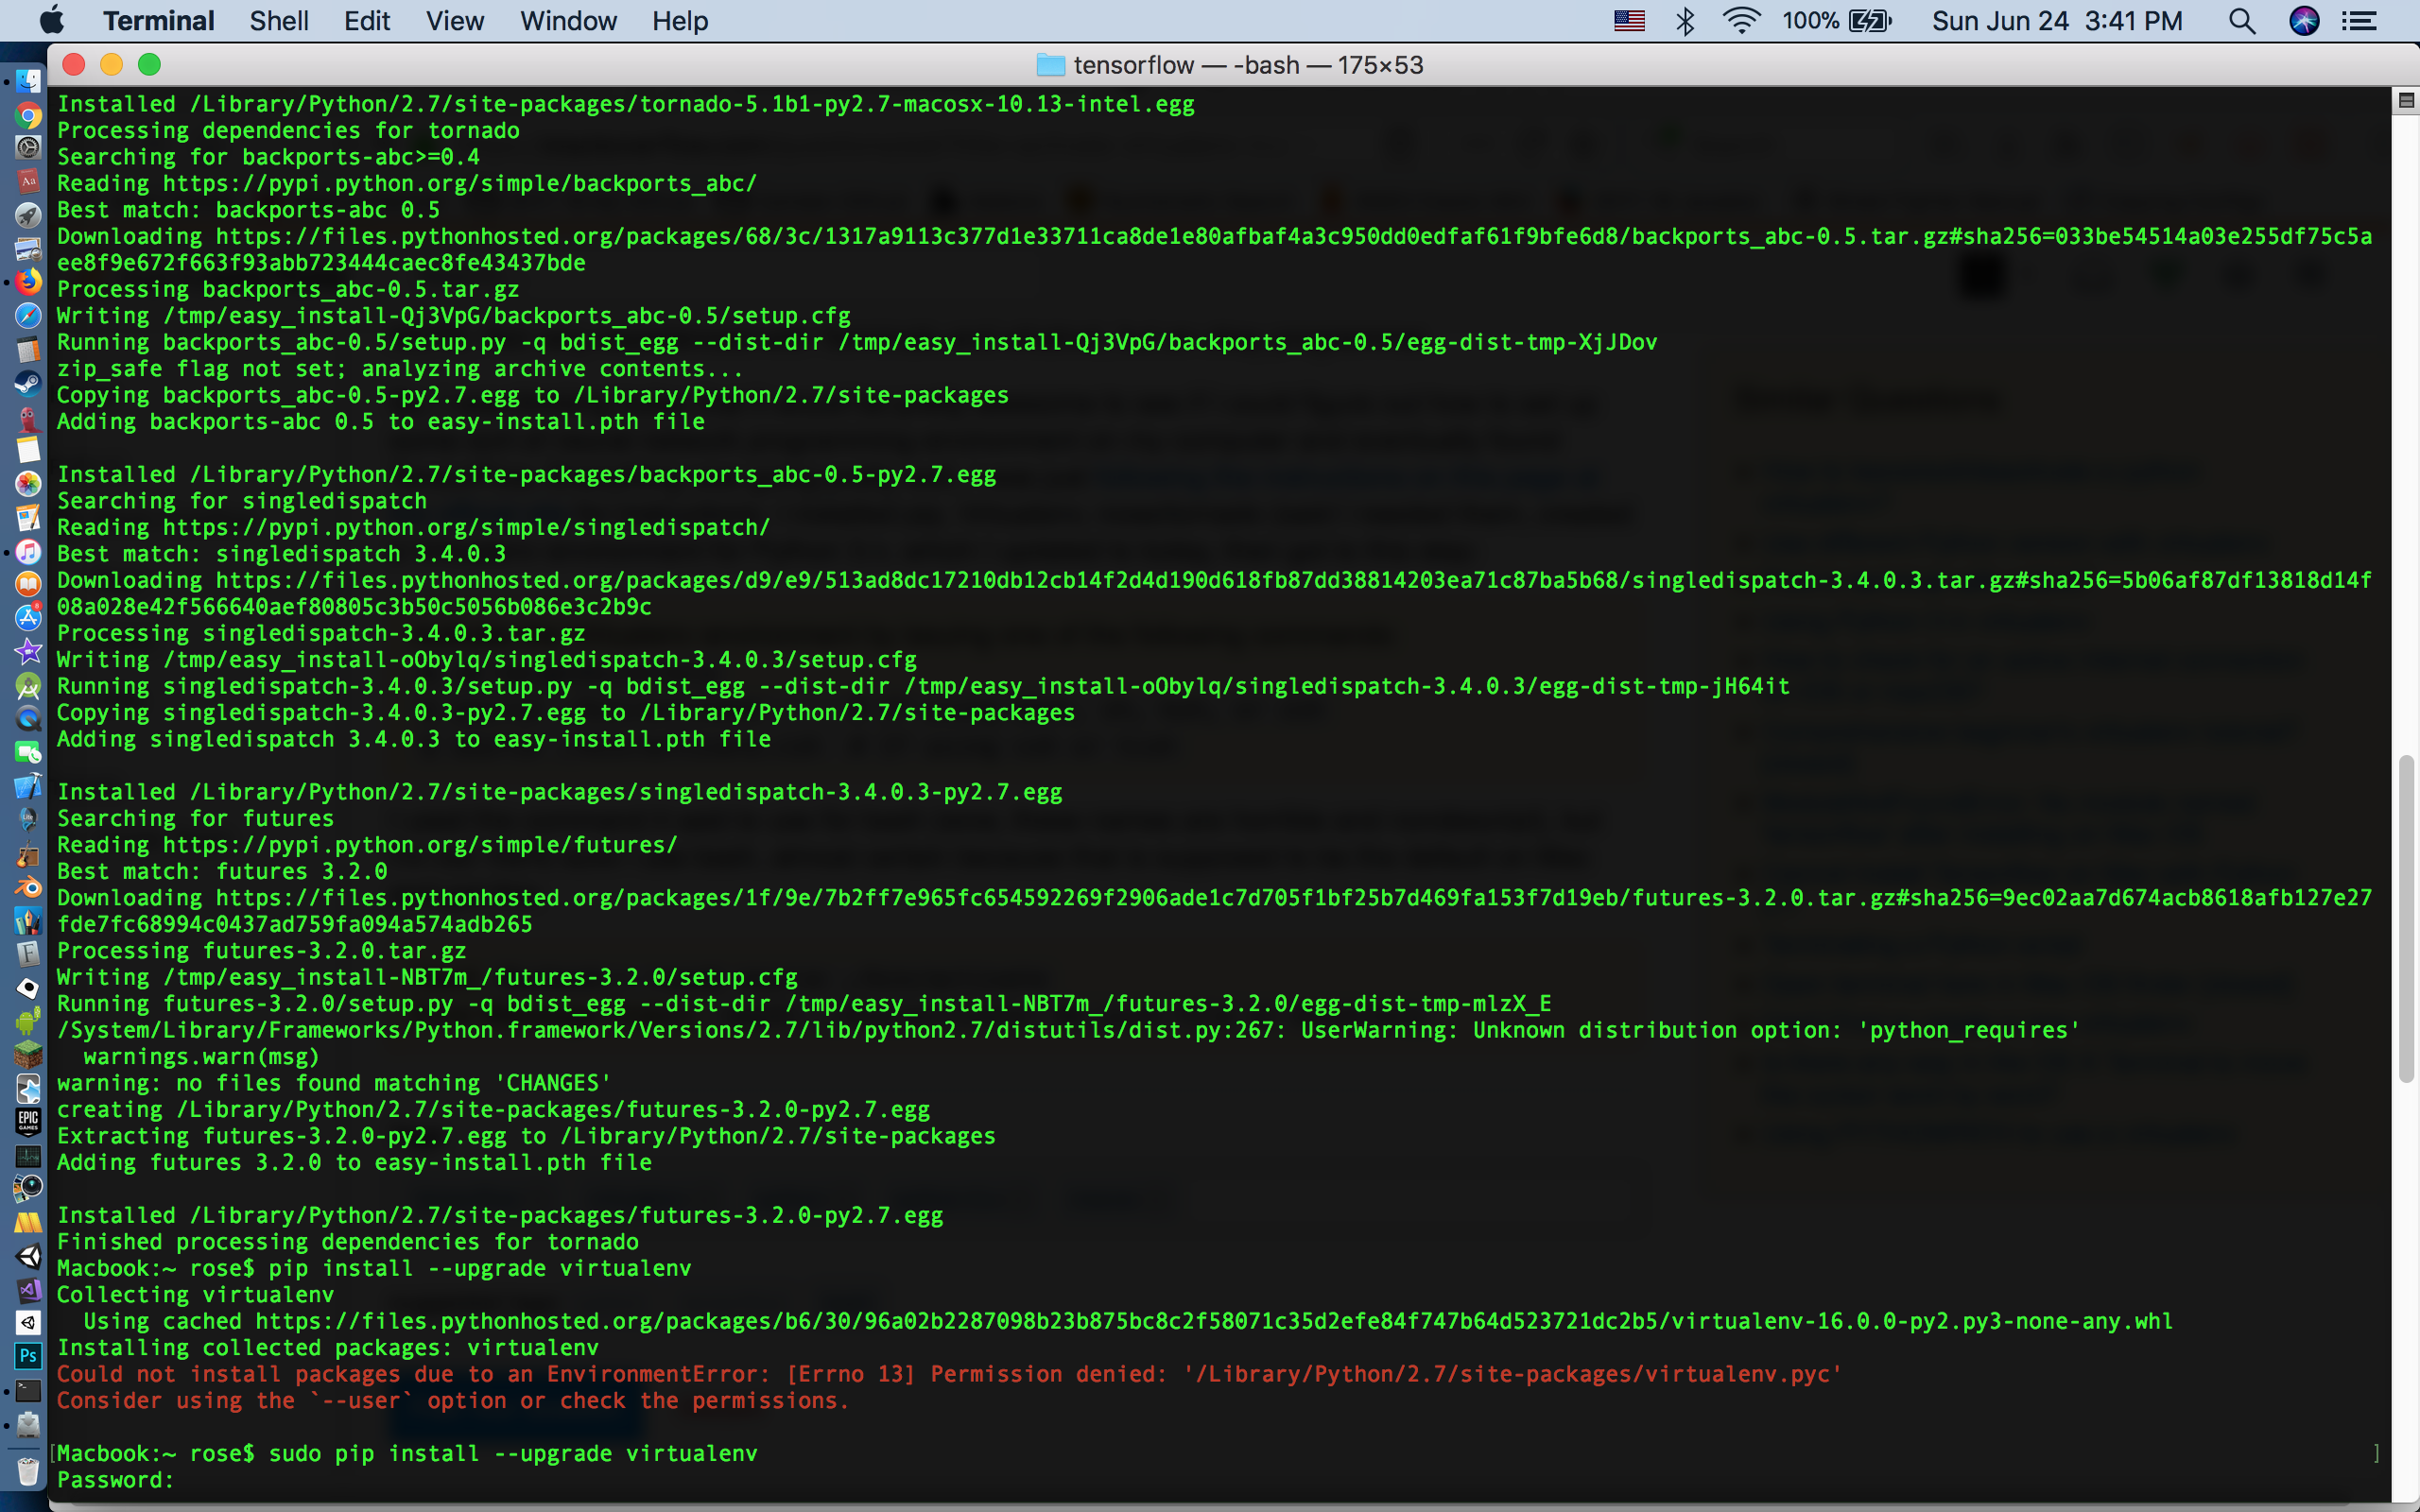 Terminal Shell Edit View Window Help 100% Sun Jun 24 3:41 PM
tensorflow — -bash — 175×53
Installed /Library/Python/2.7/site-packages/tornado-5.1b1-py2.7-macosx-10.13-intel.egg
Processing dependencies for tornado
Searching for backports-abc>=0.4
Reading https://pypi.python.org/simple/backports_abc/
Best match: backports-abc 0.5
Downloading https://files.pythonhosted.org/packages/68/3c/1317a9113c377d1e33711ca8de1e80afbaf4a3c950dd0edfaf61f9bfe6d8/backports_abc-0.5.tar.gz#sha256=033be54514a03e255df75c5a
ee8f9e672f663f93abb723444caec8fe43437bde
Processing backports_abc-0.5.tar.gz
Writing /tmp/easy_install-Qj3VpG/backports_abc-0.5/setup.cfg
Running backports_abc-0.5/setup.py -q bdist_egg --dist-dir /tmp/easy_install-Qj3VpG/backports_abc-0.5/egg-dist-tmp-XjJDov
zip_safe flag not set; analyzing archive contents...
Copying backports_abc-0.5-py2.7.egg to /Library/Python/2.7/site-packages
Adding backports-abc 0.5 to easy-install.pth file
Installed /Library/Python/2.7/site-packages/backports_abc-0.5-py2.7.egg
Searching for singledispatch
Reading https://pypi.python.org/simple/singledispatch/
Best match: singledispatch 3.4.0.3
Downloading https://files.pythonhosted.org/packages/d9/e9/513ad8dc17210db12cb14f2d4d190d618fb87dd38814203ea71c87ba5b68/singledispatch-3.4.0.3.tar.gz#sha256=5b06af87df13818d14f
08a028e42f566640aef80805c3b50c5056b086e3c2b9c
Processing singledispatch-3.4.0.3.tar.gz
Writing /tmp/easy_install-oObylq/singledispatch-3.4.0.3/setup.cfg
Running singledispatch-3.4.0.3/setup.py -q bdist_egg --dist-dir /tmp/easy_install-oObylq/singledispatch-3.4.0.3/egg-dist-tmp-jH64it
Copying singledispatch-3.4.0.3-py2.7.egg to /Library/Python/2.7/site-packages
Adding singledispatch 3.4.0.3 to easy-install.pth file
Installed /Library/Python/2.7/site-packages/singledispatch-3.4.0.3-py2.7.egg
Searching for futures
Reading https://pypi.python.org/simple/futures/
Best match: futures 3.2.0
Downloading https://files.pythonhosted.org/packages/1f/9e/7b2ff7e965fc654592269f2906ade1c7d705f1bf25b7d469fa153f7d19eb/futures-3.2.0.tar.gz#sha256=9ec02aa7d674acb8618afb127e27
fde7fc68994c0437ad759fa094a574adb265
Processing futures-3.2.0.tar.gz
Writing /tmp/easy_install-NBT7m_/futures-3.2.0/setup.cfg
Running futures-3.2.0/setup.py -q bdist_egg --dist-dir /tmp/easy_install-NBT7m_/futures-3.2.0/egg-dist-tmp-mlzX_E
/System/Library/Frameworks/Python.framework/Versions/2.7/lib/python2.7/distutils/dist.py:267: UserWarning: Unknown distribution option: 'python_requires'
warnings.warn(msg)
warning: no files found matching 'CHANGES'
creating /Library/Python/2.7/site-packages/futures-3.2.0-py2.7.egg
Extracting futures-3.2.0-py2.7.egg to /Library/Python/2.7/site-packages
Adding futures 3.2.0 to easy-install.pth file
Installed /Library/Python/2.7/site-packages/futures-3.2.0-py2.7.egg
Finished processing dependencies for tornado
Macbook:~ rose$ pip install --upgrade virtualenv
Collecting virtualenv
Using cached https://files.pythonhosted.org/packages/b6/30/96a02b2287098b23b875bc8c2f58071c35d2efe84f747b64d523721dc2b5/virtualenv-16.0.0-py2.py3-none-any.whl
Installing collected packages: virtualenv
Could not install packages due to an EnvironmentError: [Errno 13] Permission denied: '/Library/Python/2.7/site-packages/virtualenv.pyc'
Consider using the `--user` option or check the permissions.
[Macbook:~ rose$ sudo pip install --upgrade virtualenv ]
Password:
Aa
F
EPIC
GAMES
Ps